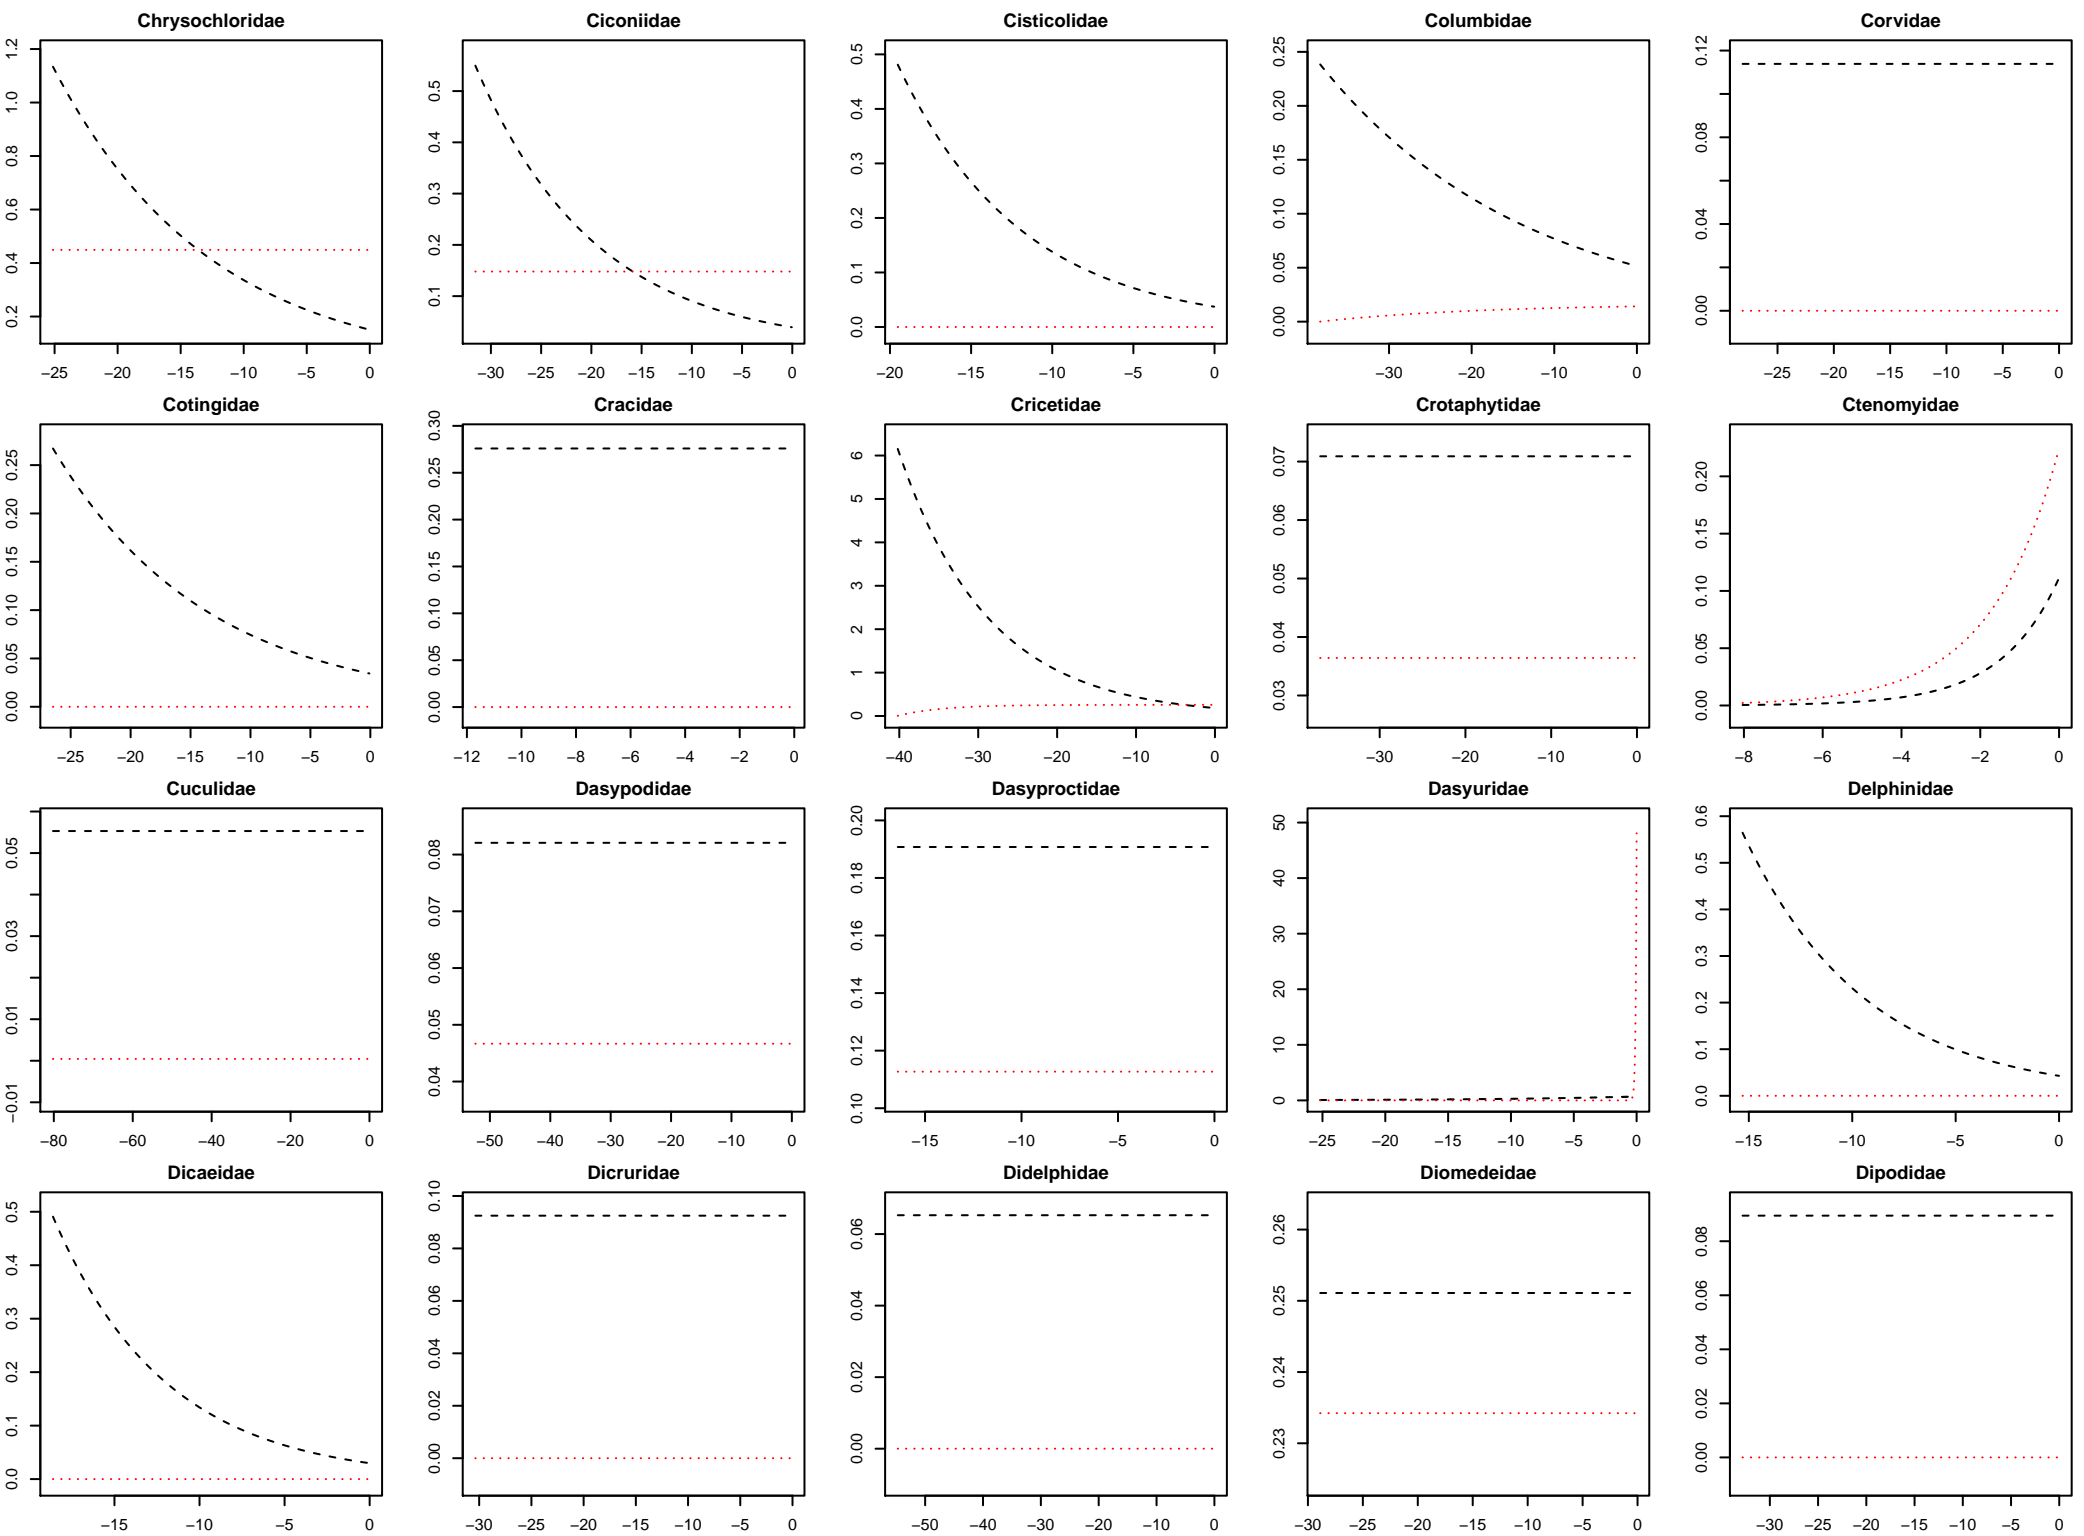 Chrysochloridae Ciconiidae Cisticolidae Columbidae Corvidae
0.2 0.4 0.6 0.8 1.0 1.2
−25 −20 −15 −10 −5 0
0.1 0.2 0.3 0.4 0.5
−30 −25 −20 −15 −10 −5 0
0.0 0.1 0.2 0.3 0.4 0.5
−20 −15 −10 −5 0
0.00 0.05 0.10 0.15 0.20 0.25
−30 −20 −10 0
0.00 0.04 0.08 0.12
−25 −20 −15 −10 −5 0
Cotingidae Cracidae Cricetidae Crotaphytidae Ctenomyidae
0.00 0.05 0.10 0.15 0.20 0.25
−25 −20 −15 −10 −5 0
0.00 0.05 0.10 0.15 0.20 0.25 0.30
−12 −10 −8 −6 −4 −2 0
0 1 2 3 4 5 6
−40 −30 −20 −10 0
0.03 0.04 0.05 0.06 0.07
−30 −20 −10 0
0.00 0.05 0.10 0.15 0.20
−8 −6 −4 −2 0
Cuculidae Dasypodidae Dasyproctidae Dasyuridae Delphinidae
−0.01 0.01 0.03 0.05
−80 −60 −40 −20 0
0.04 0.05 0.06 0.07 0.08
−50 −40 −30 −20 −10 0
0.10 0.12 0.14 0.16 0.18 0.20
−15 −10 −5 0
0 10 20 30 40 50
−25 −20 −15 −10 −5 0
0.0 0.1 0.2 0.3 0.4 0.5 0.6
−15 −10 −5 0
Dicaeidae Dicruridae Didelphidae Diomedeidae Dipodidae
0.0 0.1 0.2 0.3 0.4 0.5
−15 −10 −5 0
0.00 0.02 0.04 0.06 0.08 0.10
−30 −25 −20 −15 −10 −5 0
0.00 0.02 0.04 0.06
−50 −40 −30 −20 −10 0
0.23 0.24 0.25 0.26
−30 −25 −20 −15 −10 −5 0
0.00 0.02 0.04 0.06 0.08
−30 −25 −20 −15 −10 −5 0